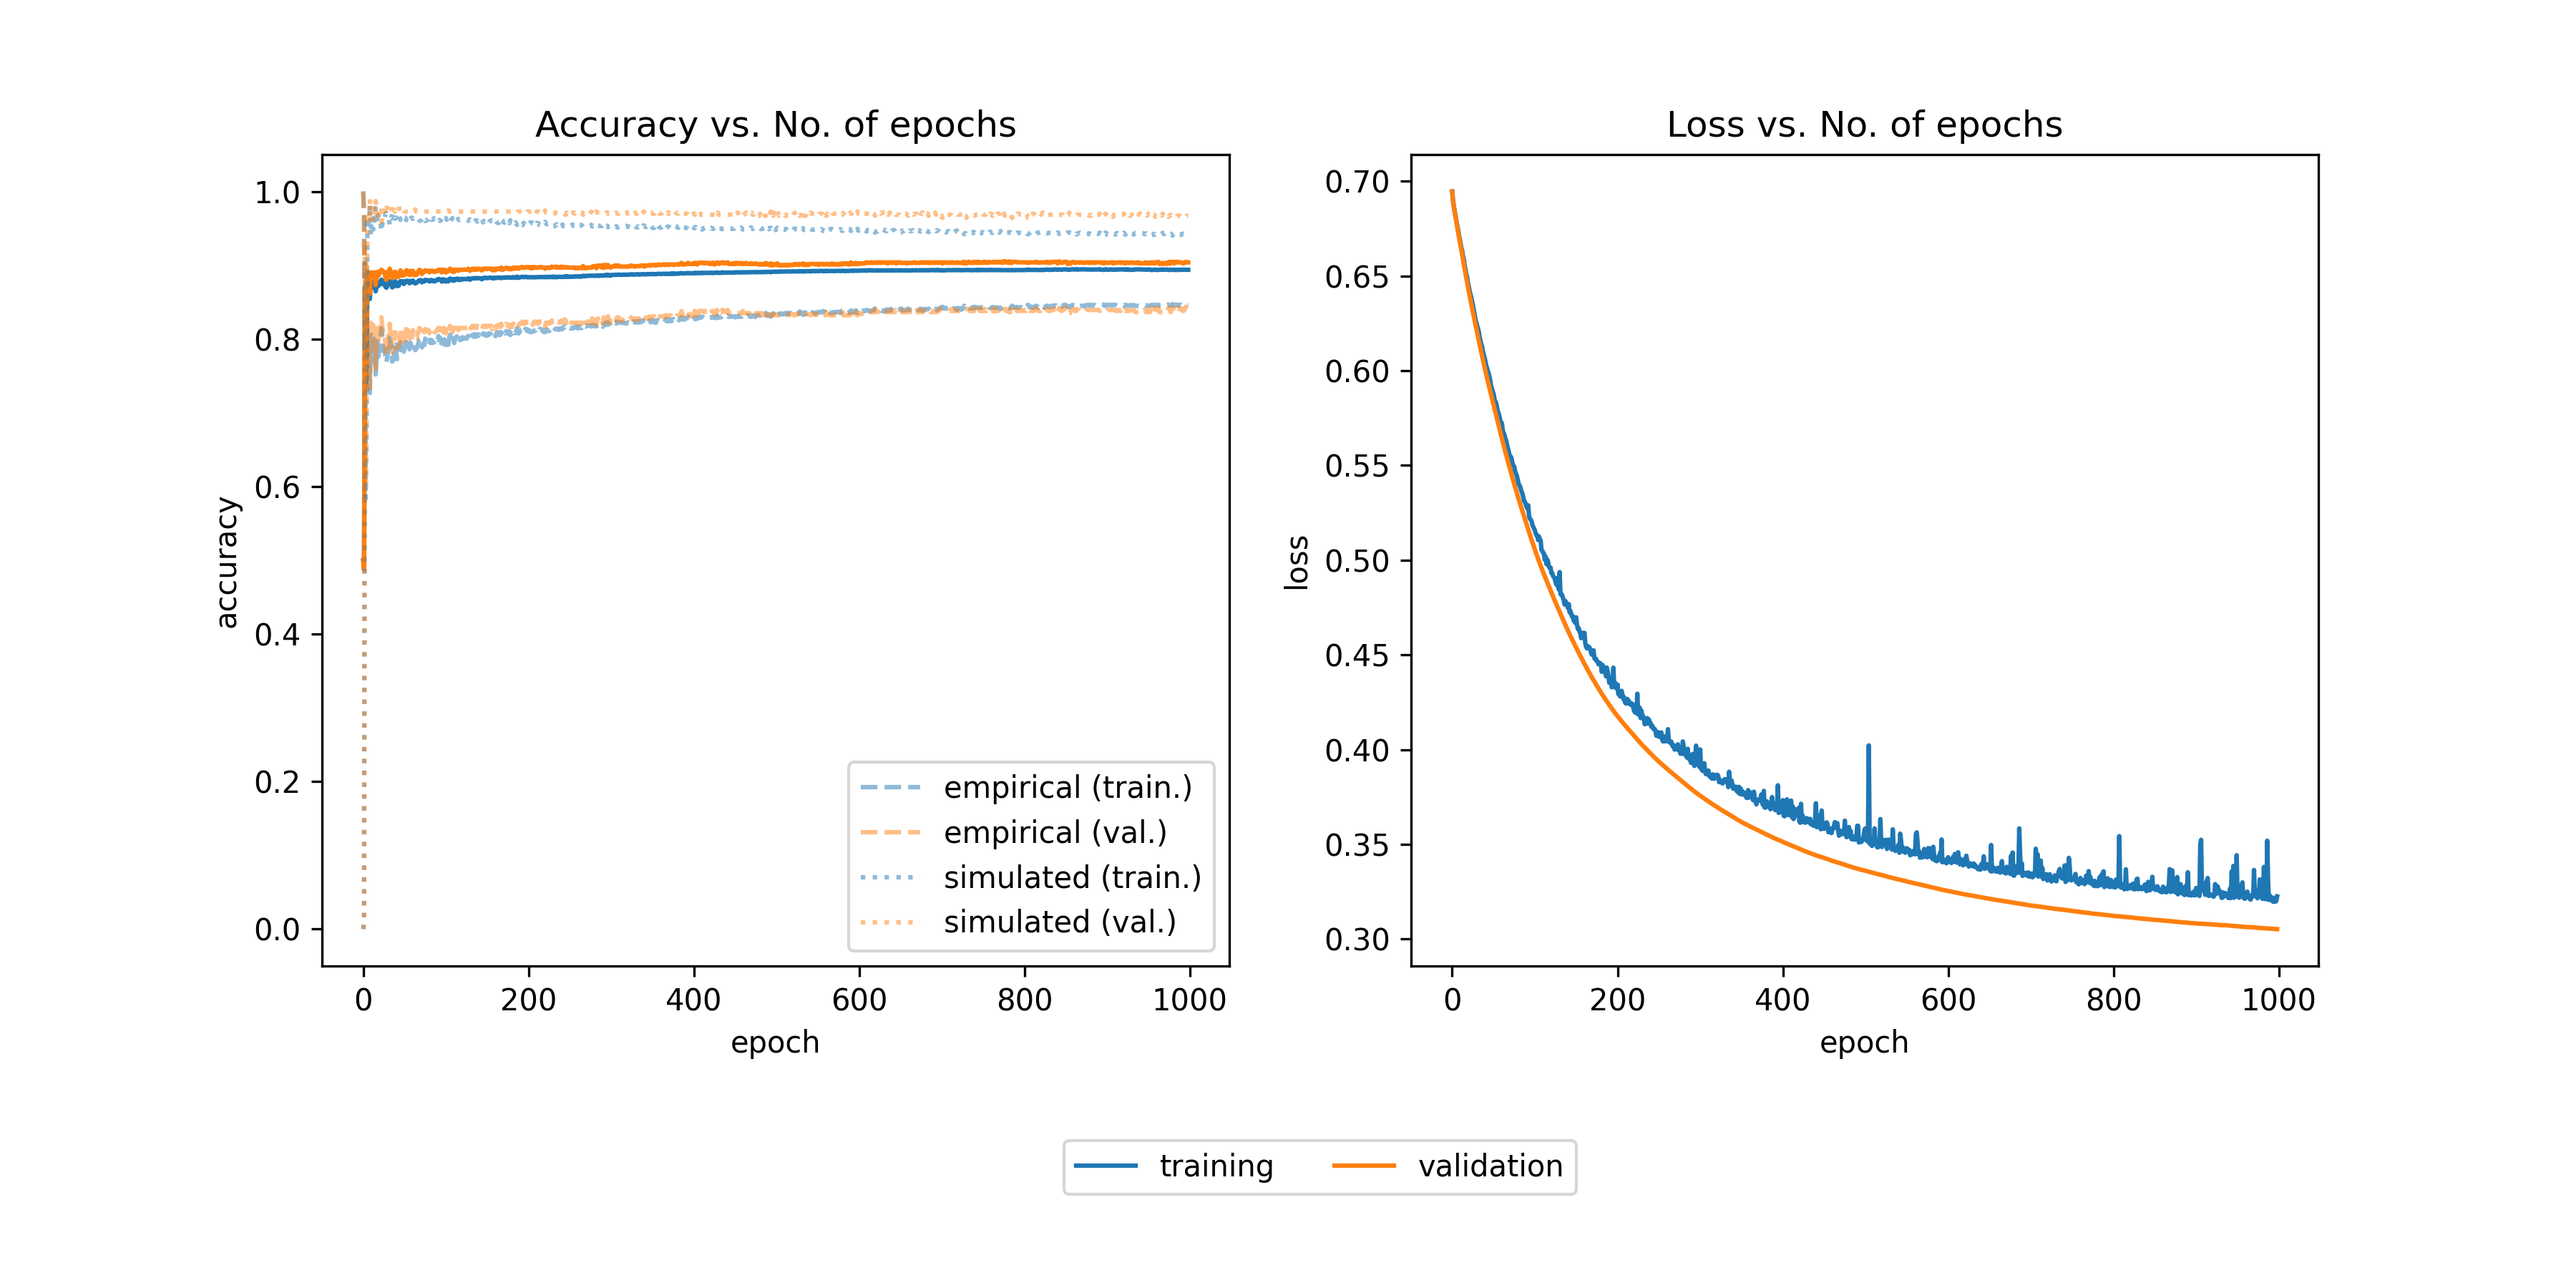 Accuracy vs. No. of epochs
1.0
0.8
0.6
0.4
0.2
0.0
accuracy
0 200 400 600 800 1000
epoch
empirical (train.)
empirical (val.)
simulated (train.)
simulated (val.)
Loss vs. No. of epochs
0.70
0.65
0.60
0.55
0.50
0.45
0.40
0.35
0.30
loss
0 200 400 600 800 1000
epoch
training validation